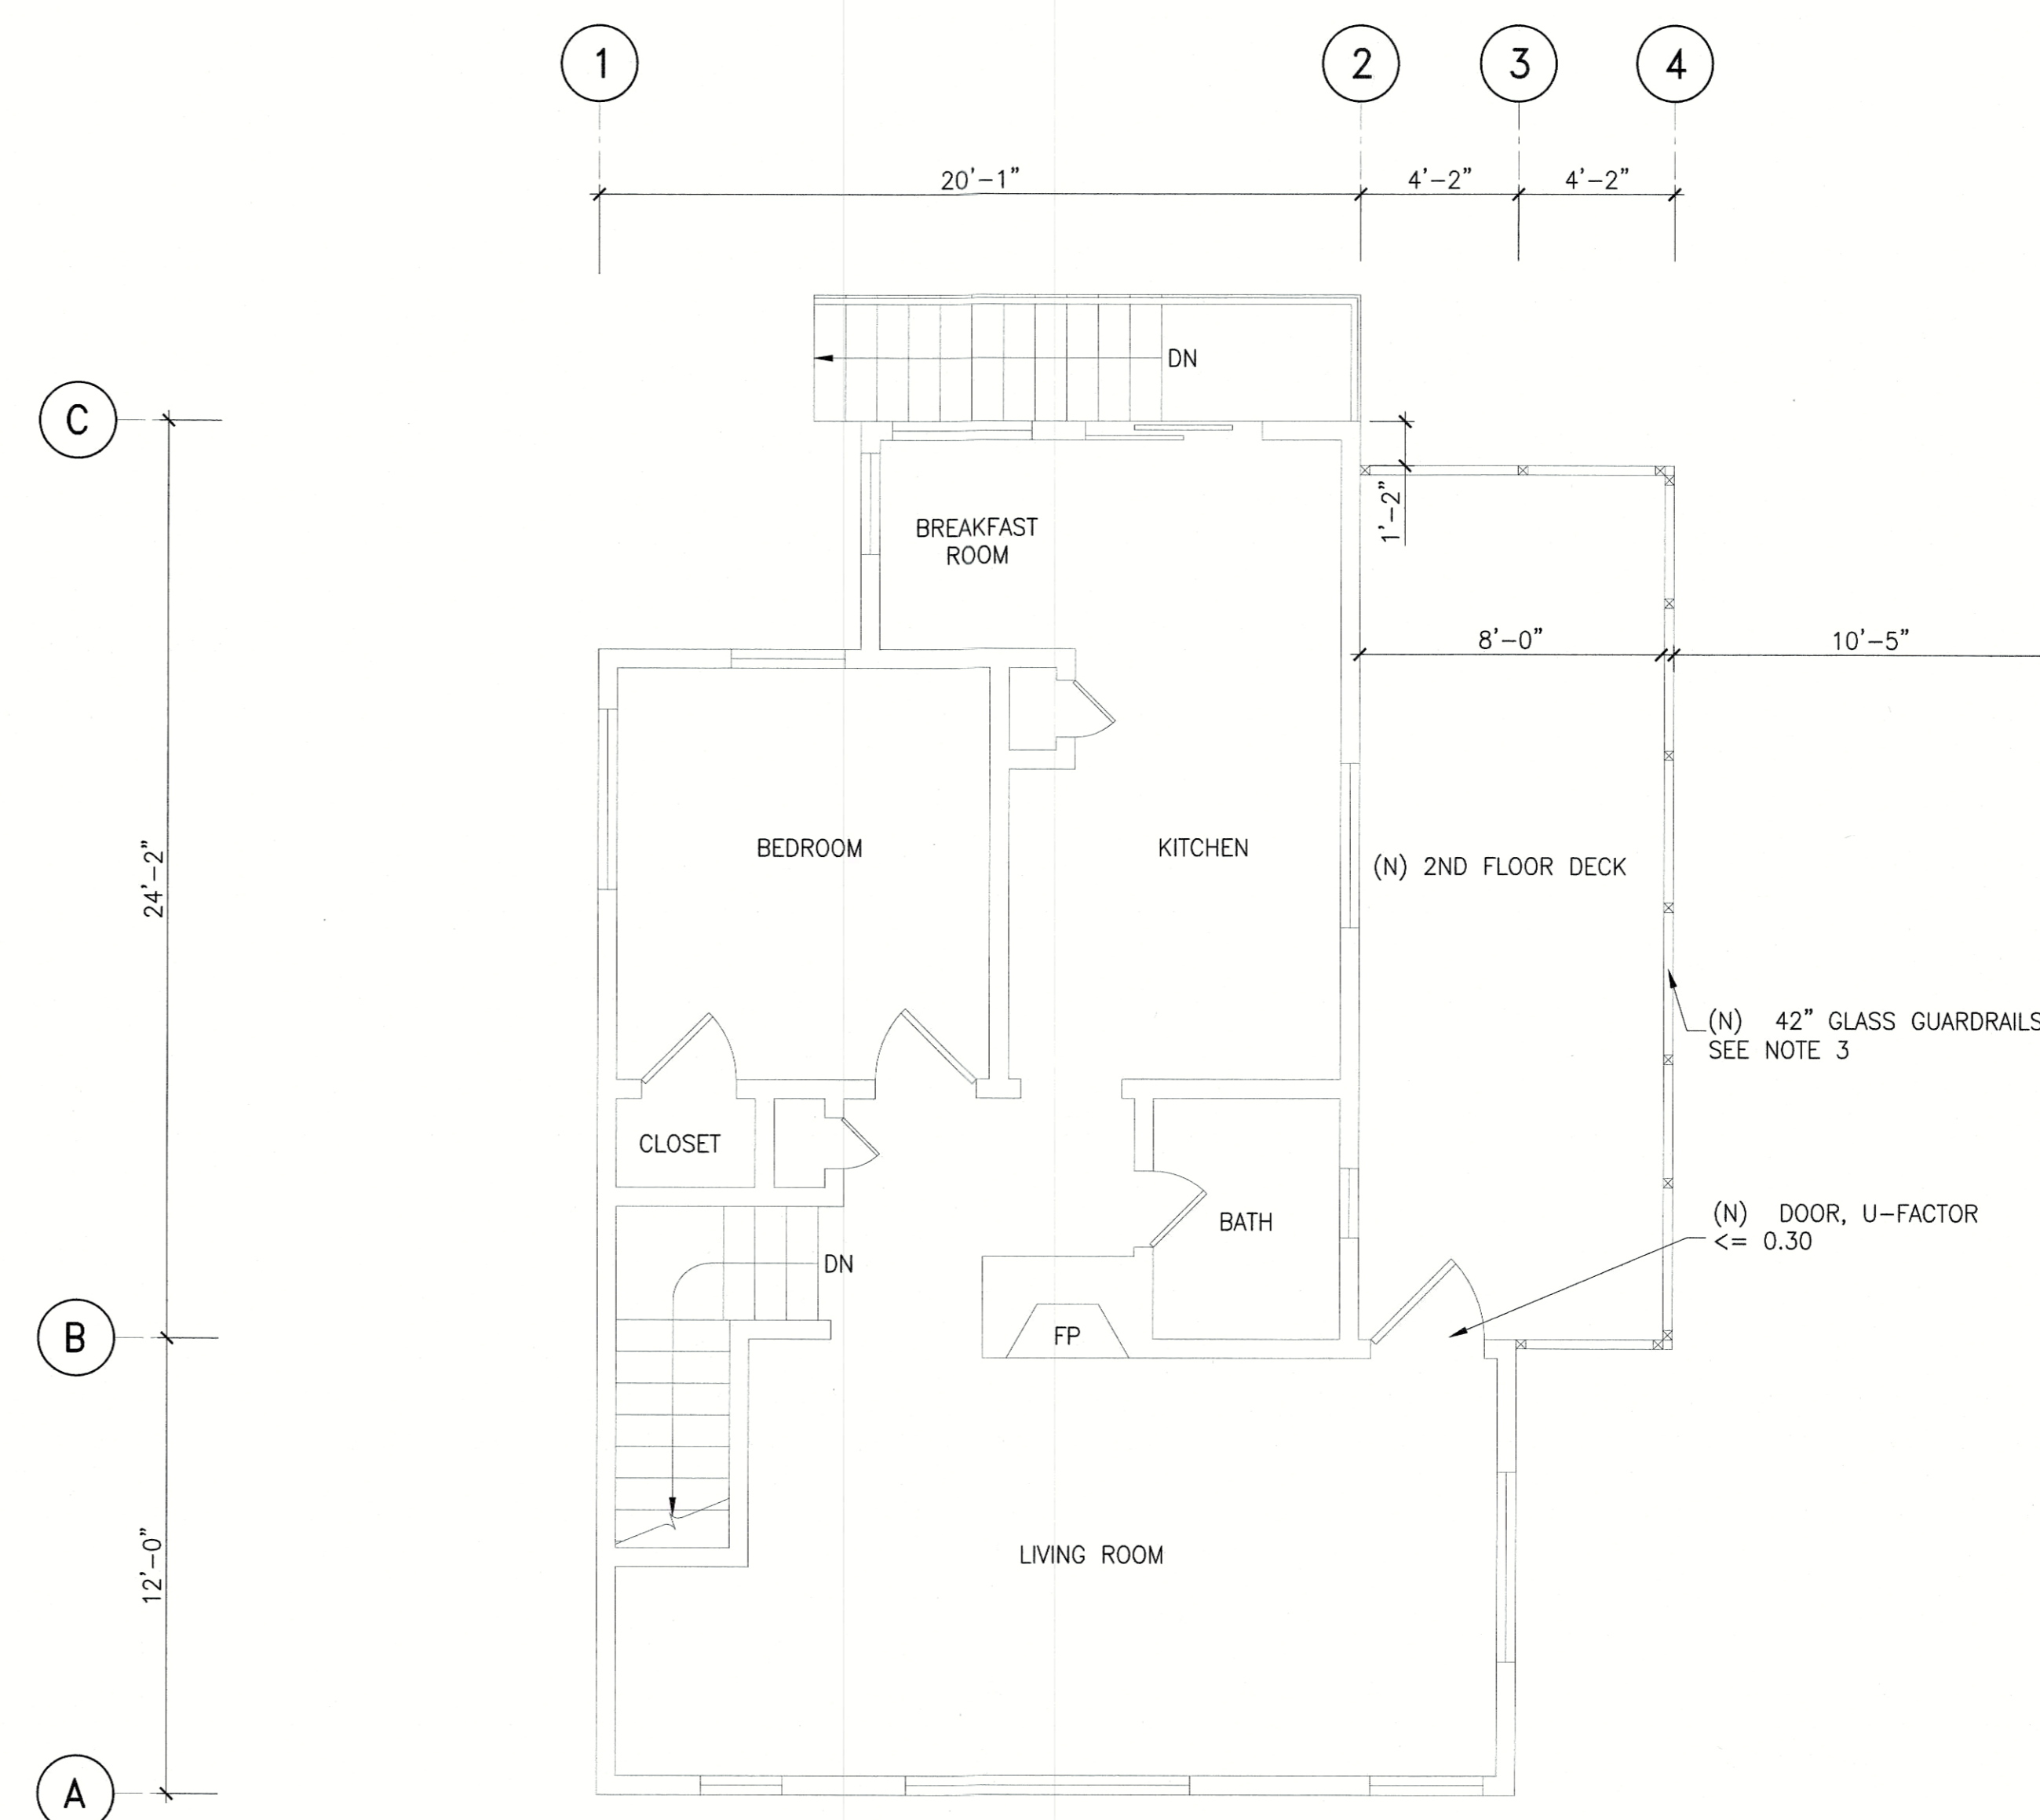 1 2 3 4
20'-1" 4'-2" 4'-2"
DN
C
1'-2"
BREAKFAST
ROOM
8'-0" 10'-5"
24'-2"
BEDROOM
KITCHEN
(N) 2ND FLOOR DECK
(N) 42" GLASS GUARDRAILS
SEE NOTE 3
CLOSET
BATH
(N) DOOR, U-FACTOR
<= 0.30
DN
B
FP
12'-0"
LIVING ROOM
A